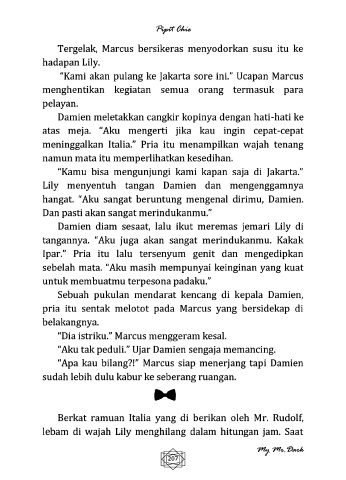 Pipit Chie
Tergelak, Marcus bersikeras menyodorkan susu itu ke
hadapan Lily.
“Kami akan pulang ke Jakarta sore ini.” Ucapan Marcus
menghentikan kegiatan semua orang termasuk para
pelayan.
Damien meletakkan cangkir kopinya dengan hati-hati ke
atas meja. “Aku mengerti jika kau ingin cepat-cepat
meninggalkan Italia.” Pria itu menampilkan wajah tenang
namun mata itu memperlihatkan kesedihan.
“Kamu bisa mengunjungi kami kapan saja di Jakarta.”
Lily menyentuh tangan Damien dan mengenggamnya
hangat. “Aku sangat beruntung mengenal dirimu, Damien.
Dan pasti akan sangat merindukanmu.”
Damien diam sesaat, lalu ikut meremas jemari Lily di
tangannya. “Aku juga akan sangat merindukanmu. Kakak
Ipar.” Pria itu lalu tersenyum genit dan mengedipkan
sebelah mata. “Aku masih mempunyai keinginan yang kuat
untuk membuatmu terpesona padaku.”
Sebuah pukulan mendarat kencang di kepala Damien,
pria itu sentak melotot pada Marcus yang bersidekap di
belakangnya.
“Dia istriku.” Marcus menggeram kesal.
“Aku tak peduli.” Ujar Damien sengaja memancing.
“Apa kau bilang?!” Marcus siap menerjang tapi Damien
sudah lebih dulu kabur ke seberang ruangan.
Berkat ramuan Italia yang di berikan oleh Mr. Rudolf,
lebam di wajah Lily menghilang dalam hitungan jam. Saat
My Mr. Dark
207